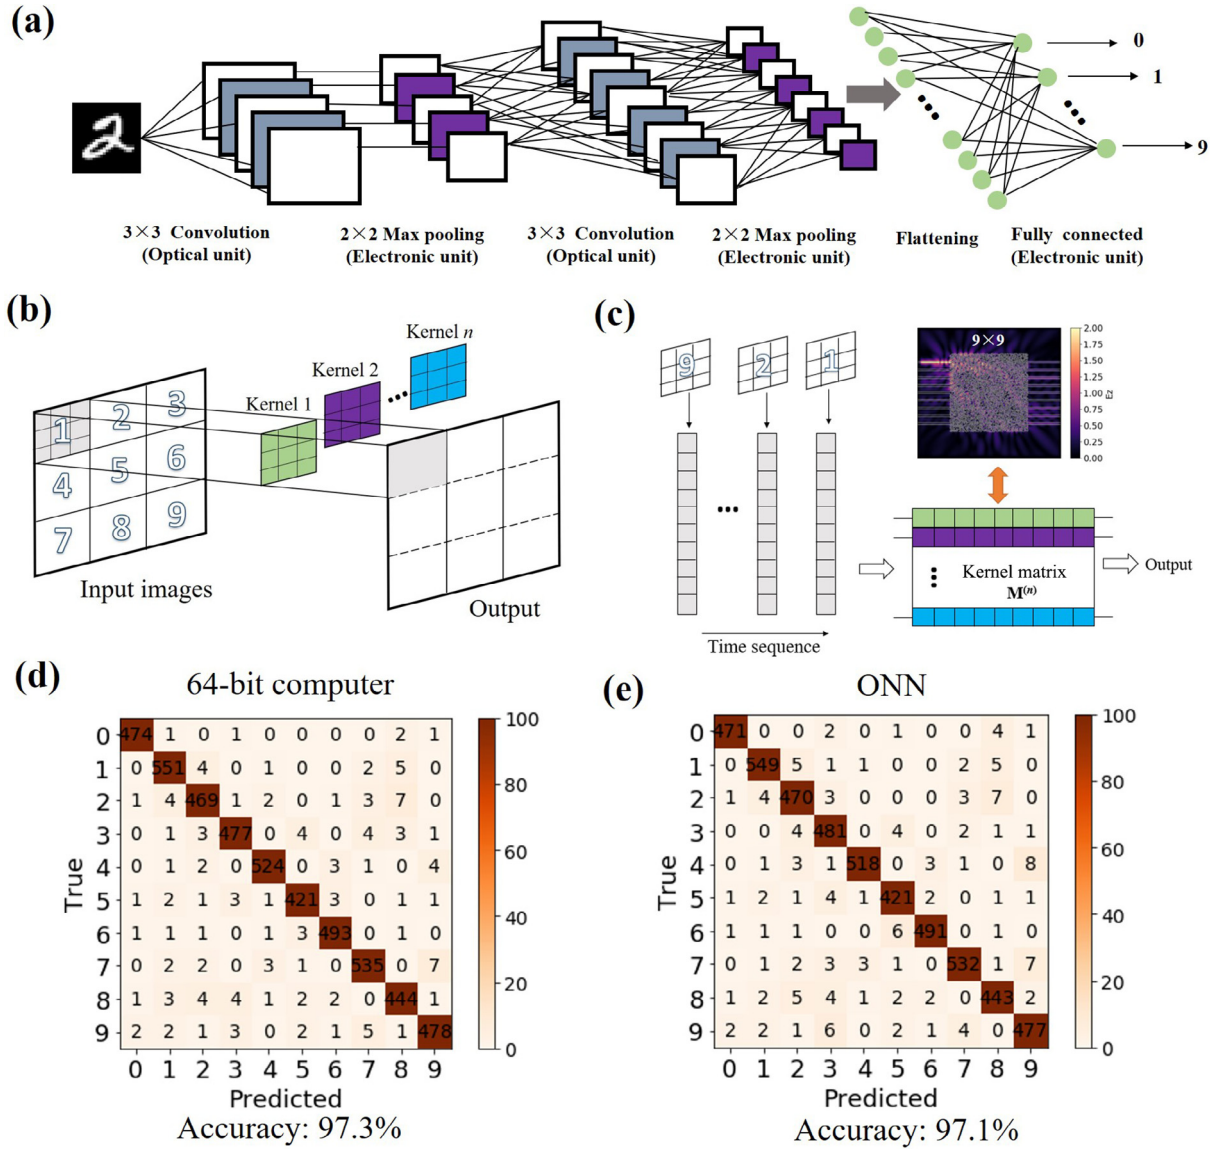 (a)
0
1
9
3×3 Convolution
(Optical unit)
2×2 Max pooling
(Electronic unit)
3×3 Convolution
(Optical unit)
2×2 Max pooling
(Electronic unit)
Flattening
Fully connected
(Electronic unit)
(b)
Kernel n
Kernel 2
Kernel 1
1 2 3
4 5 6
7 8 9
Input images
Output
(c)
9 2 1
9×9
2.00
1.75
1.50
1.25
1.00
0.75
0.50
0.25
0.00
Ez
Kernel matrix
M(n)
Output
Time sequence
(d)
64-bit computer
True
0 474 1 0 1 0 0 0 0 2 1
1 0 551 4 0 1 0 0 2 5 0
2 1 4 469 1 2 0 1 3 7 0
3 0 1 3 477 0 4 0 4 3 1
4 0 1 2 0 524 0 3 1 0 4
5 1 2 1 3 1 421 3 0 1 1
6 1 1 1 0 1 3 493 0 1 0
7 0 2 2 0 3 1 0 535 0 7
8 1 3 4 4 1 2 2 0 444 1
9 2 2 1 3 0 2 1 5 1 478
0 1 2 3 4 5 6 7 8 9
Predicted
100
80
60
40
20
0
Accuracy: 97.3%
(e)
ONN
True
0 471 0 0 2 0 1 0 0 4 1
1 0 549 5 1 1 0 0 2 5 0
2 1 4 470 3 0 0 0 3 7 0
3 0 0 4 481 0 4 0 2 1 1
4 0 1 3 1 518 0 3 1 0 8
5 1 2 1 4 1 421 2 0 1 1
6 1 1 1 0 0 6 491 0 1 0
7 0 1 2 3 3 1 0 532 1 7
8 1 2 5 4 1 2 2 0 443 2
9 2 2 1 6 0 2 1 4 0 477
0 1 2 3 4 5 6 7 8 9
Predicted
100
80
60
40
20
0
Accuracy: 97.1%